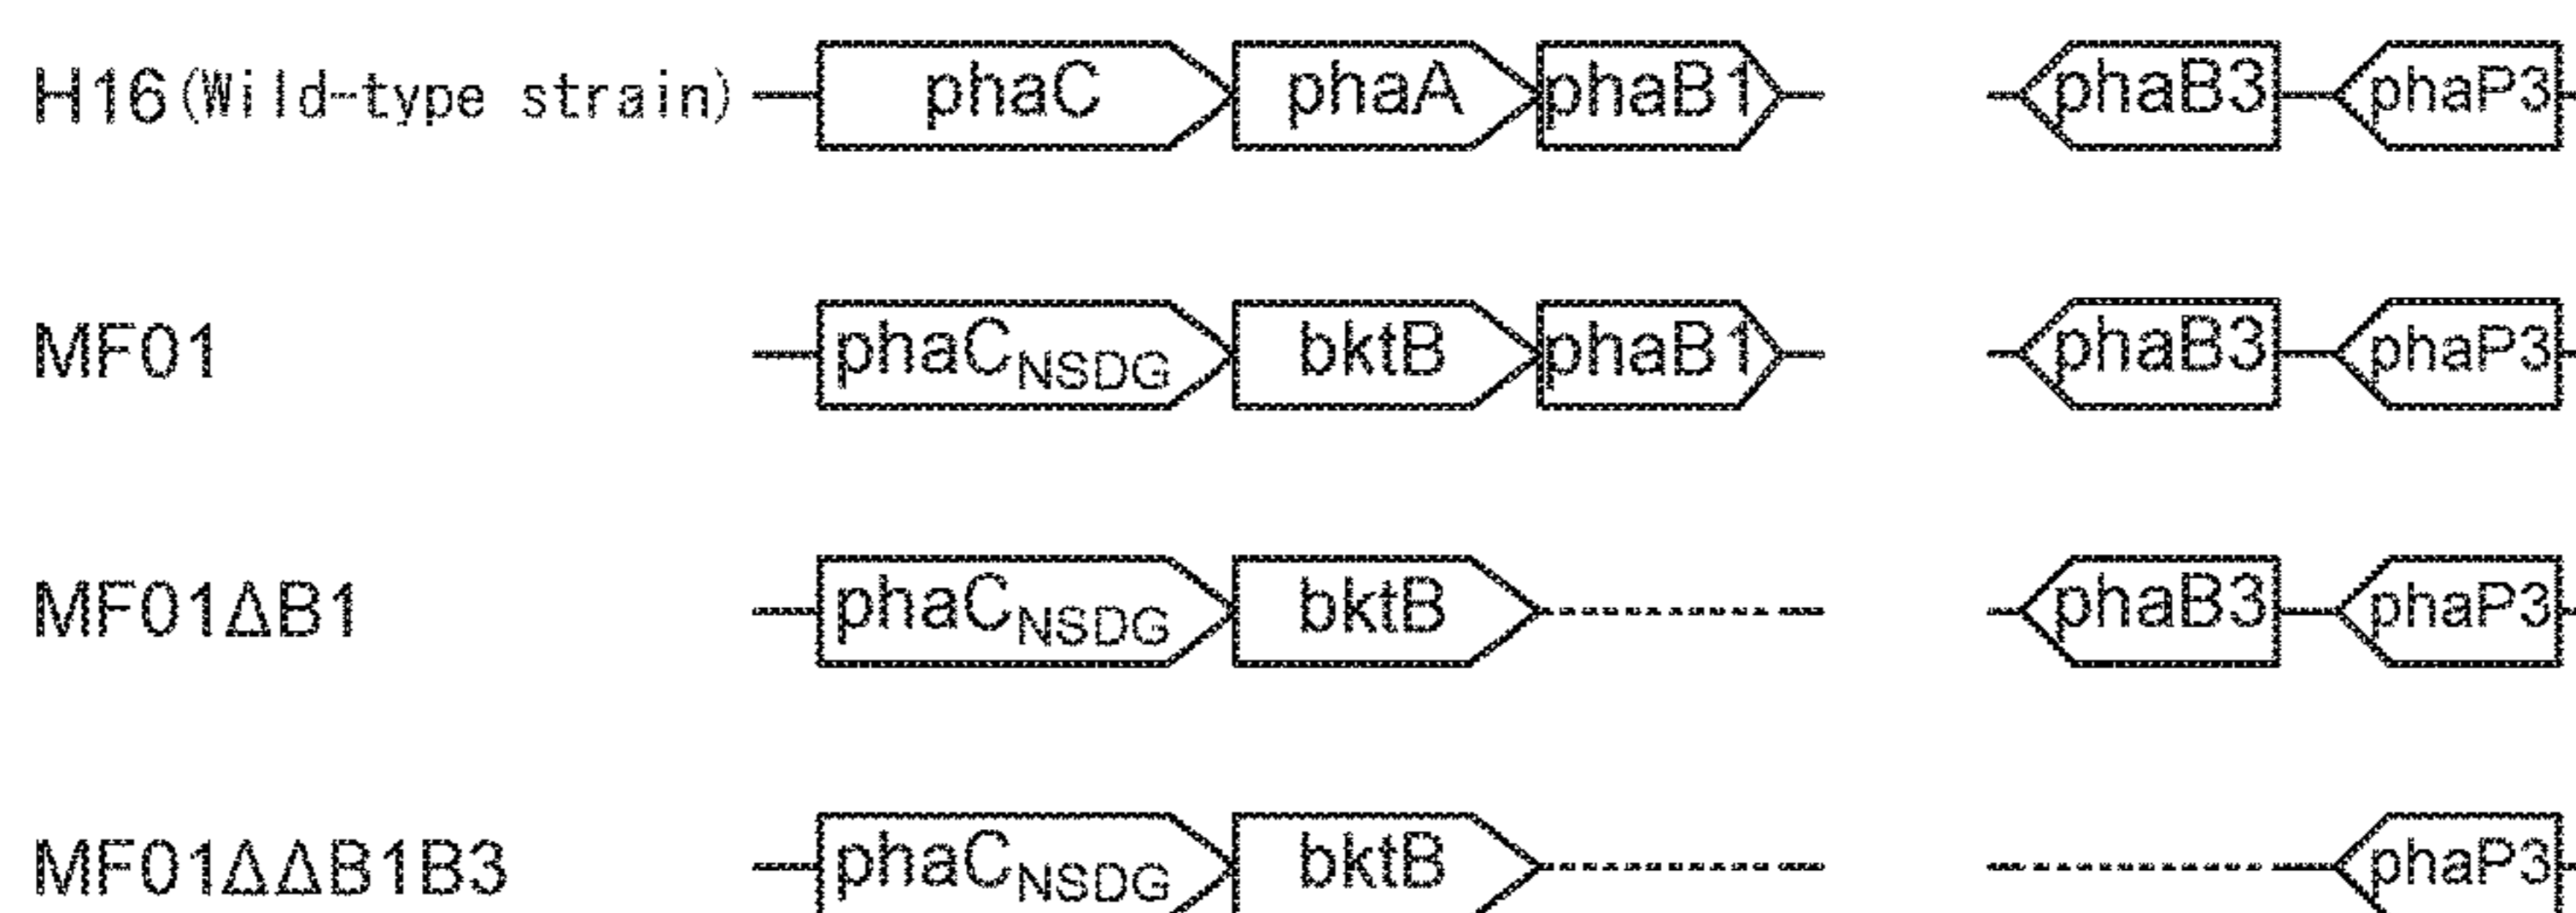 H16(Wild-type strain) phaC phaA phaB1 phaB3 phaP3
MF01 phaCNSDG bktB phaB1 phaB3 phaP3
MF01ΔB1 phaCNSDG bktB phaB3 phaP3
MF01ΔΔB1B3 phaCNSDG bktB phaP3